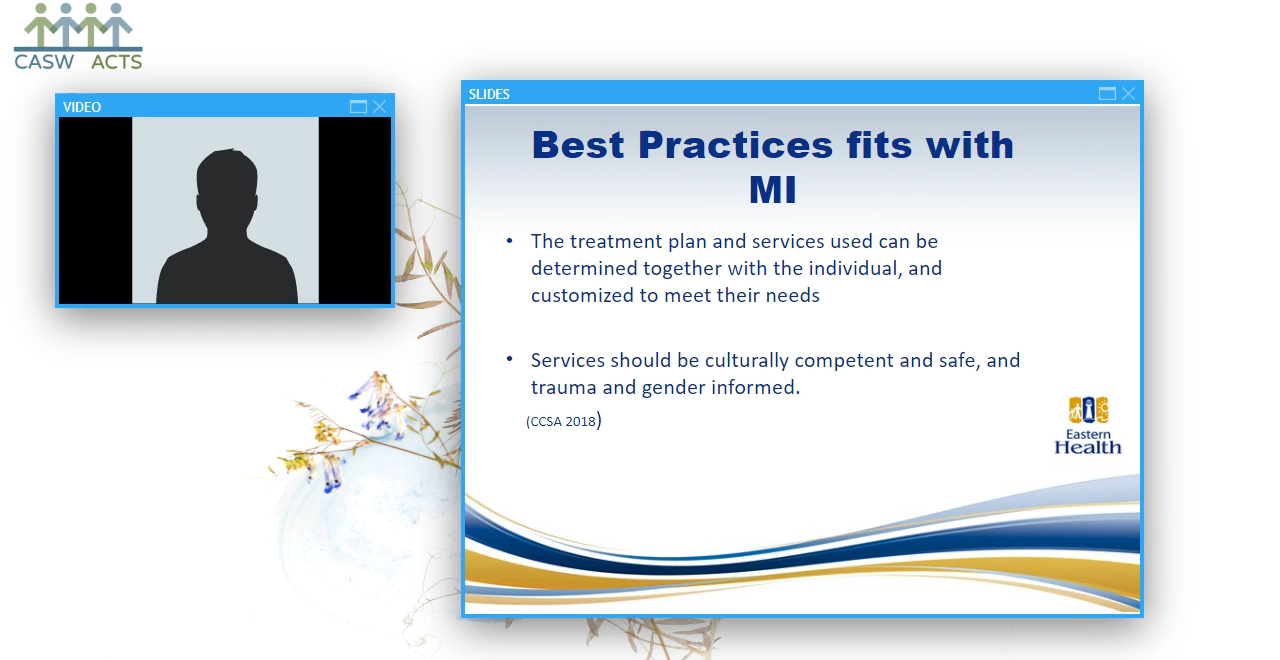 CASW ACTS
VIDEO
SLIDES
Best Practices fits with
MI
• The treatment plan and services used can be
determined together with the individual, and
customized to meet their needs
• Services should be culturally competent and safe, and
trauma and gender informed.
(CCSA 2018)
Eastern
Health